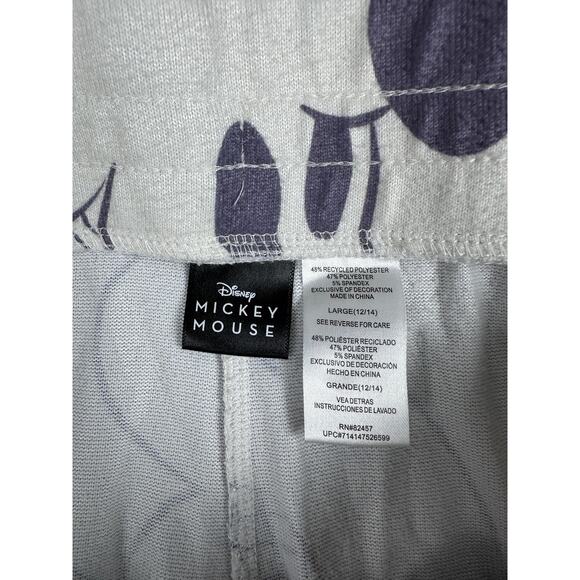 Disney
MICKEY
MOUSE
48% RECYCLED POLYESTER
47% POLYESTER
5% SPANDEX
EXCLUSIVE OF DECORATION
MADE IN CHINA
LARGE(12/14)
SEE REVERSE FOR CARE
48% POLIÉSTER RECICLADO
47% POLIÉSTER
5% SPANDEX
EXCLUSIVO DE DECORACIÓN
HECHO EN CHINA
GRANDE(12/14)
VEA DETRAS
INSTRUCCIONES DE LAVADO
RN#82457
UPC#714147526599